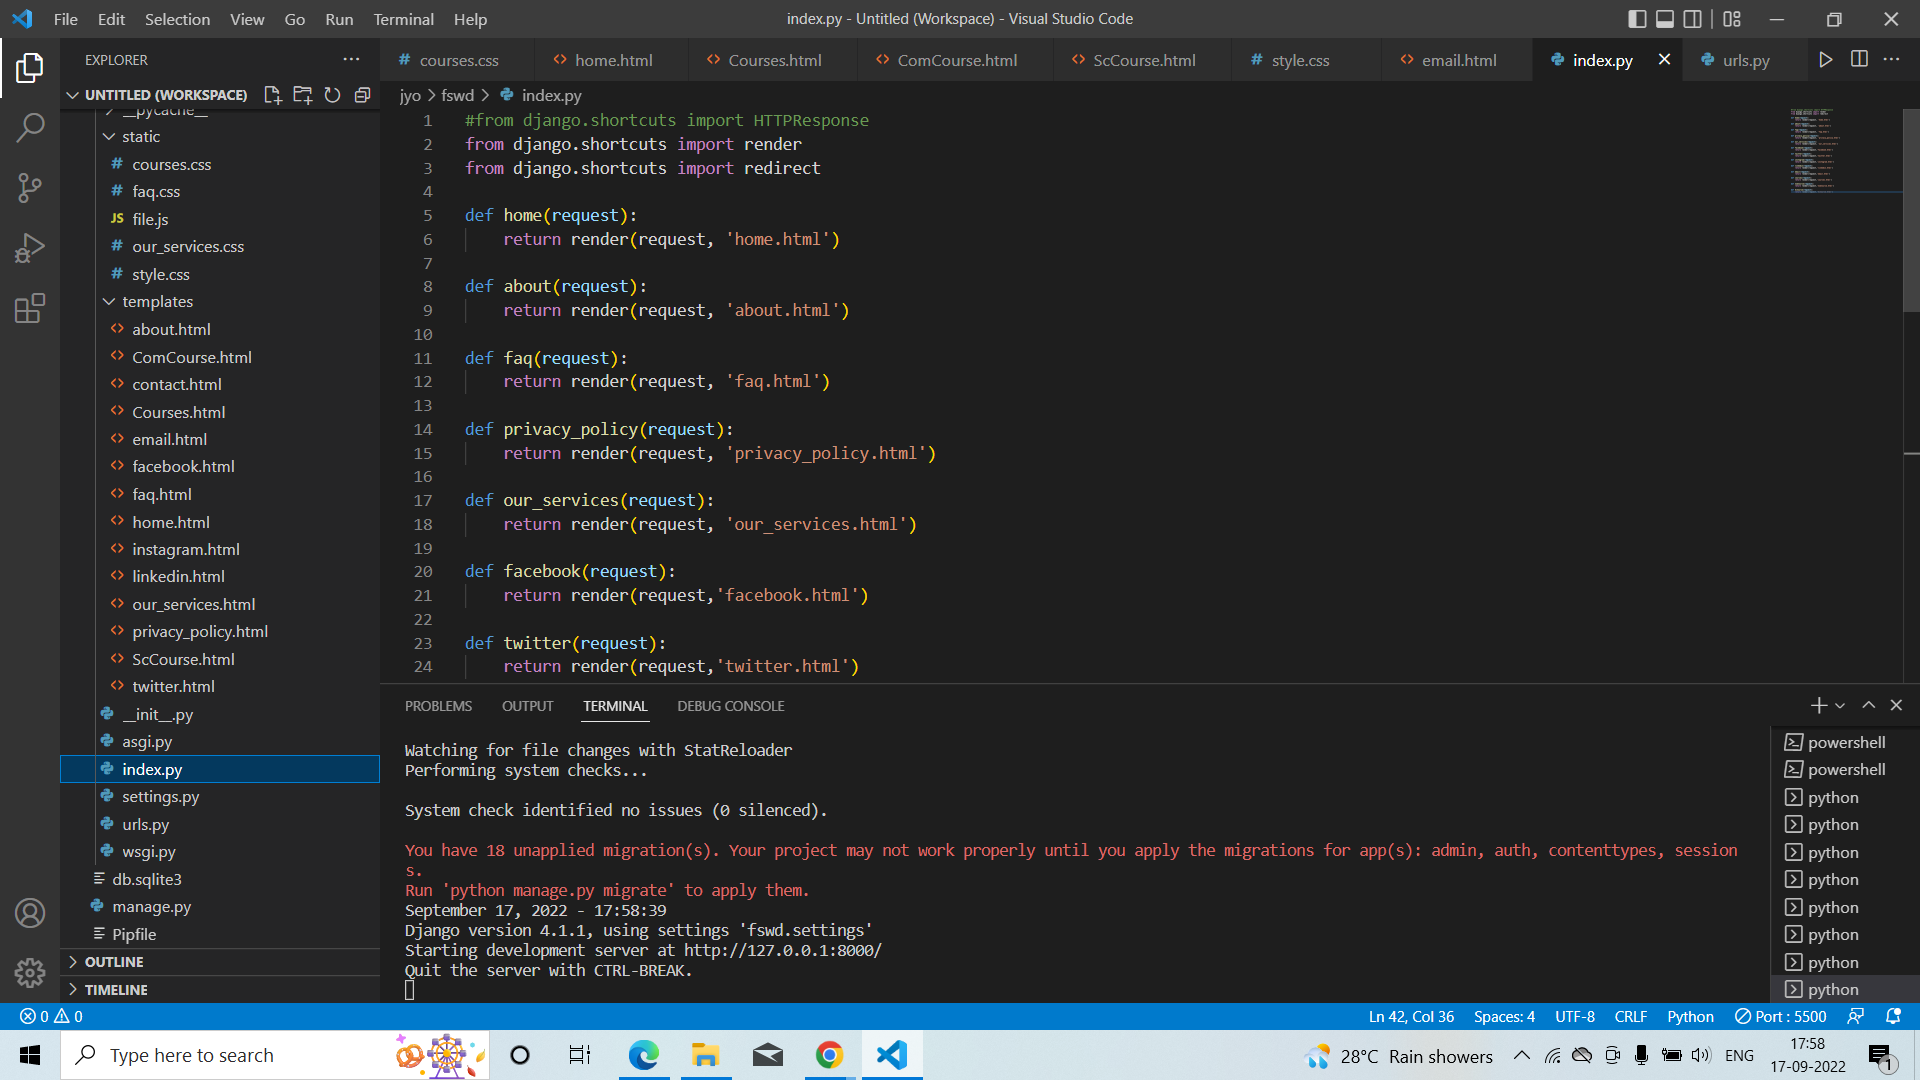 File Edit Selection View Go Run Terminal Help
index.py - Untitled (Workspace) - Visual Studio Code
EXPLORER
UNTITLED (WORKSPACE)
__pycache__
static
# courses.css
# faq.css
JS file.js
# our_services.css
# style.css
templates
<> about.html
<> ComCourse.html
<> contact.html
<> Courses.html
<> email.html
<> facebook.html
<> faq.html
<> home.html
<> instagram.html
<> linkedin.html
<> our_services.html
<> privacy_policy.html
<> ScCourse.html
<> twitter.html
__init__.py
asgi.py
index.py
settings.py
urls.py
wsgi.py
db.sqlite3
manage.py
Pipfile
OUTLINE
TIMELINE
# courses.css <> home.html <> Courses.html <> ComCourse.html <> ScCourse.html # style.css <> email.html index.py urls.py
jyo > fswd > index.py
1 #from django.shortcuts import HTTPResponse
2 from django.shortcuts import render
3 from django.shortcuts import redirect
4
5 def home(request):
6 return render(request, 'home.html')
7
8 def about(request):
9 return render(request, 'about.html')
10
11 def faq(request):
12 return render(request, 'faq.html')
13
14 def privacy_policy(request):
15 return render(request, 'privacy_policy.html')
16
17 def our_services(request):
18 return render(request, 'our_services.html')
19
20 def facebook(request):
21 return render(request,'facebook.html')
22
23 def twitter(request):
24 return render(request,'twitter.html')
PROBLEMS OUTPUT TERMINAL DEBUG CONSOLE
Watching for file changes with StatReloader
Performing system checks...
System check identified no issues (0 silenced).
You have 18 unapplied migration(s). Your project may not work properly until you apply the migrations for app(s): admin, auth, contenttypes, session
s.
Run 'python manage.py migrate' to apply them.
September 17, 2022 - 17:58:39
Django version 4.1.1, using settings 'fswd.settings'
Starting development server at http://127.0.0.1:8000/
Quit the server with CTRL-BREAK.
powershell
powershell
python
python
python
python
python
python
python
python
0 0
Ln 42, Col 36 Spaces: 4 UTF-8 CRLF Python Port : 5500
Type here to search
28°C Rain showers
ENG
17:58
17-09-2022
1